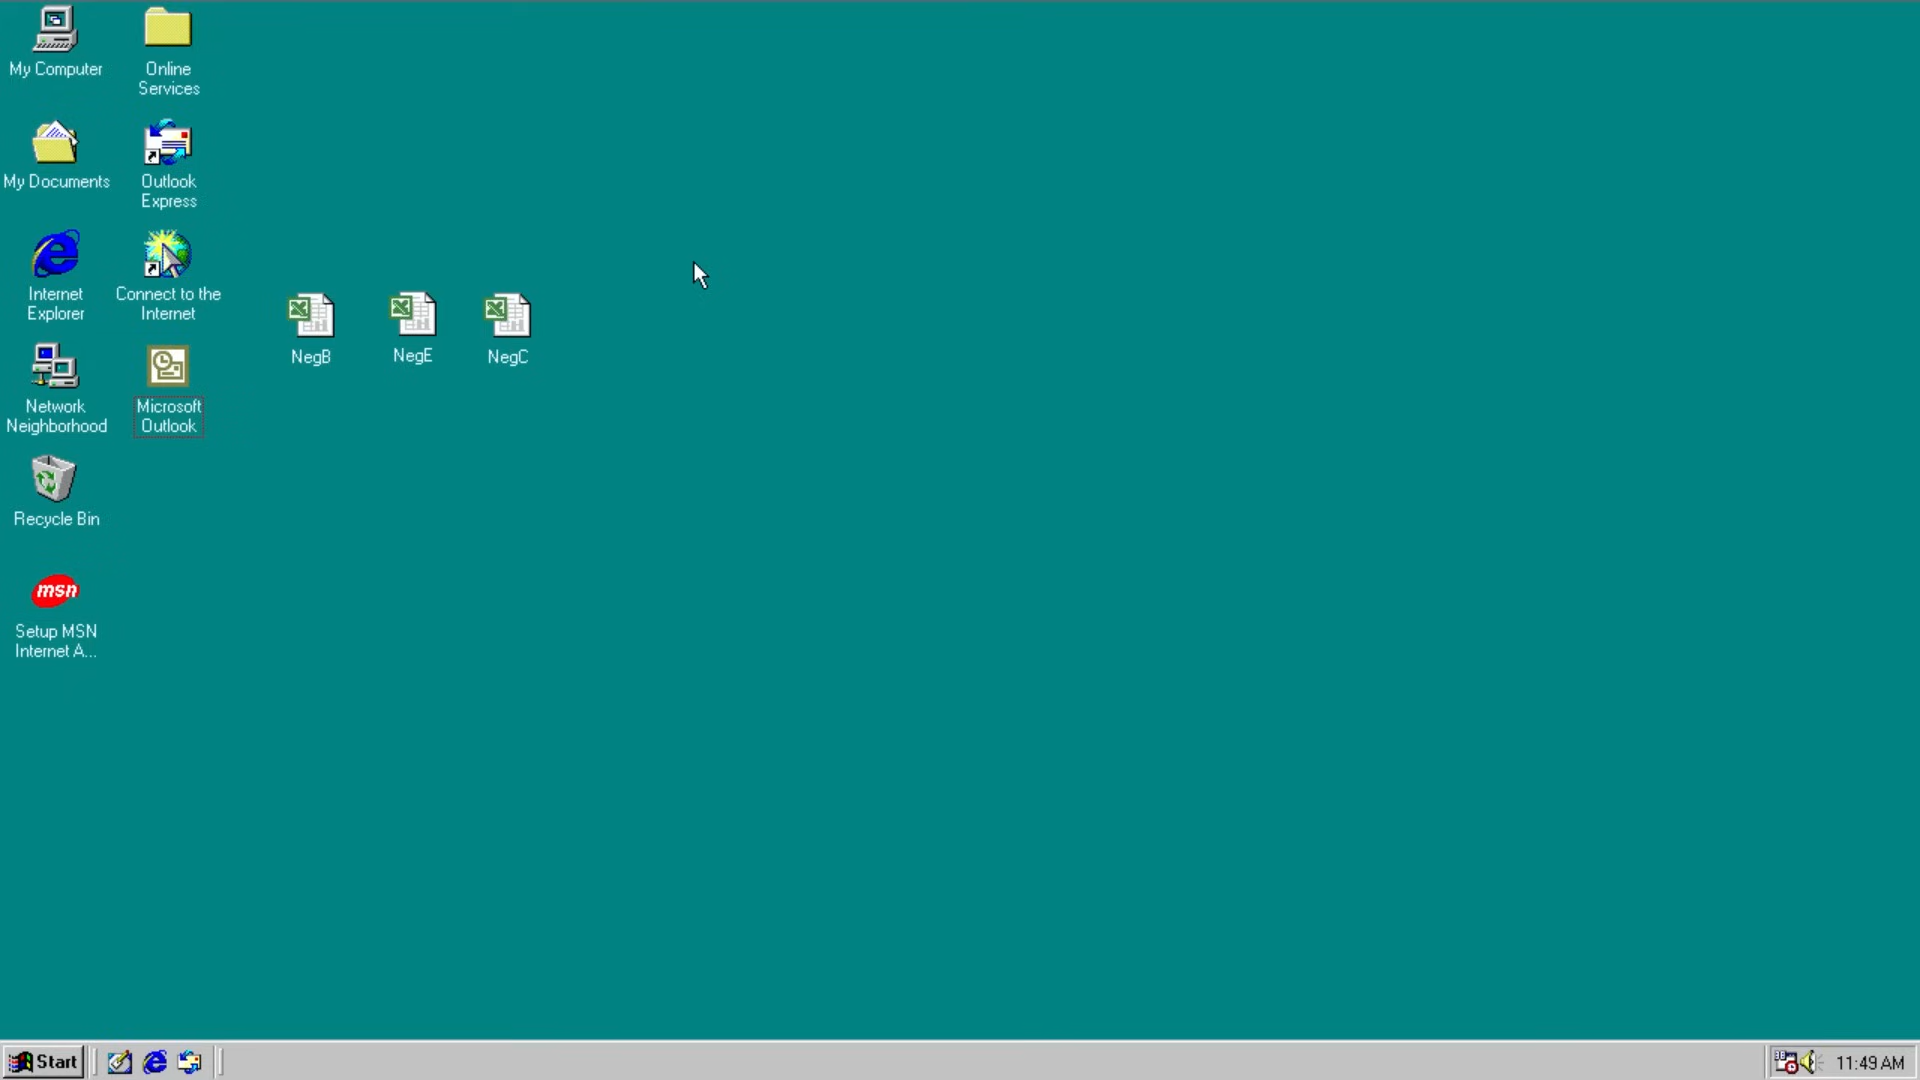 My Computer
Online
Services
My Documents
Outlook
Express
Internet
Explorer
Connect to the
Internet
NegB
NegE
NegC
Network
Neighborhood
Microsoft
Outlook
Recycle Bin
msn
Setup MSN
Internet A...
Start
11:49 AM